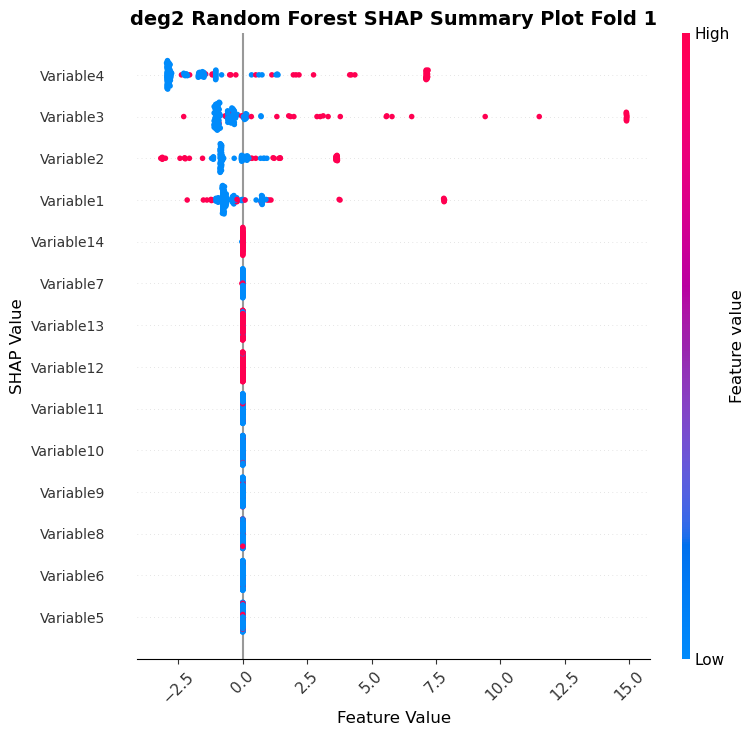 deg2 Random Forest SHAP Summary Plot Fold 1
High
Variable4
Variable3
Variable2
Variable1
Variable14
Variable7
Variable13
Variable12
Variable11
Variable10
Variable9
Variable8
Variable6
Variable5
SHAP Value
Feature value
Low
−2.5 0.0 2.5 5.0 7.5 10.0 12.5 15.0
Feature Value